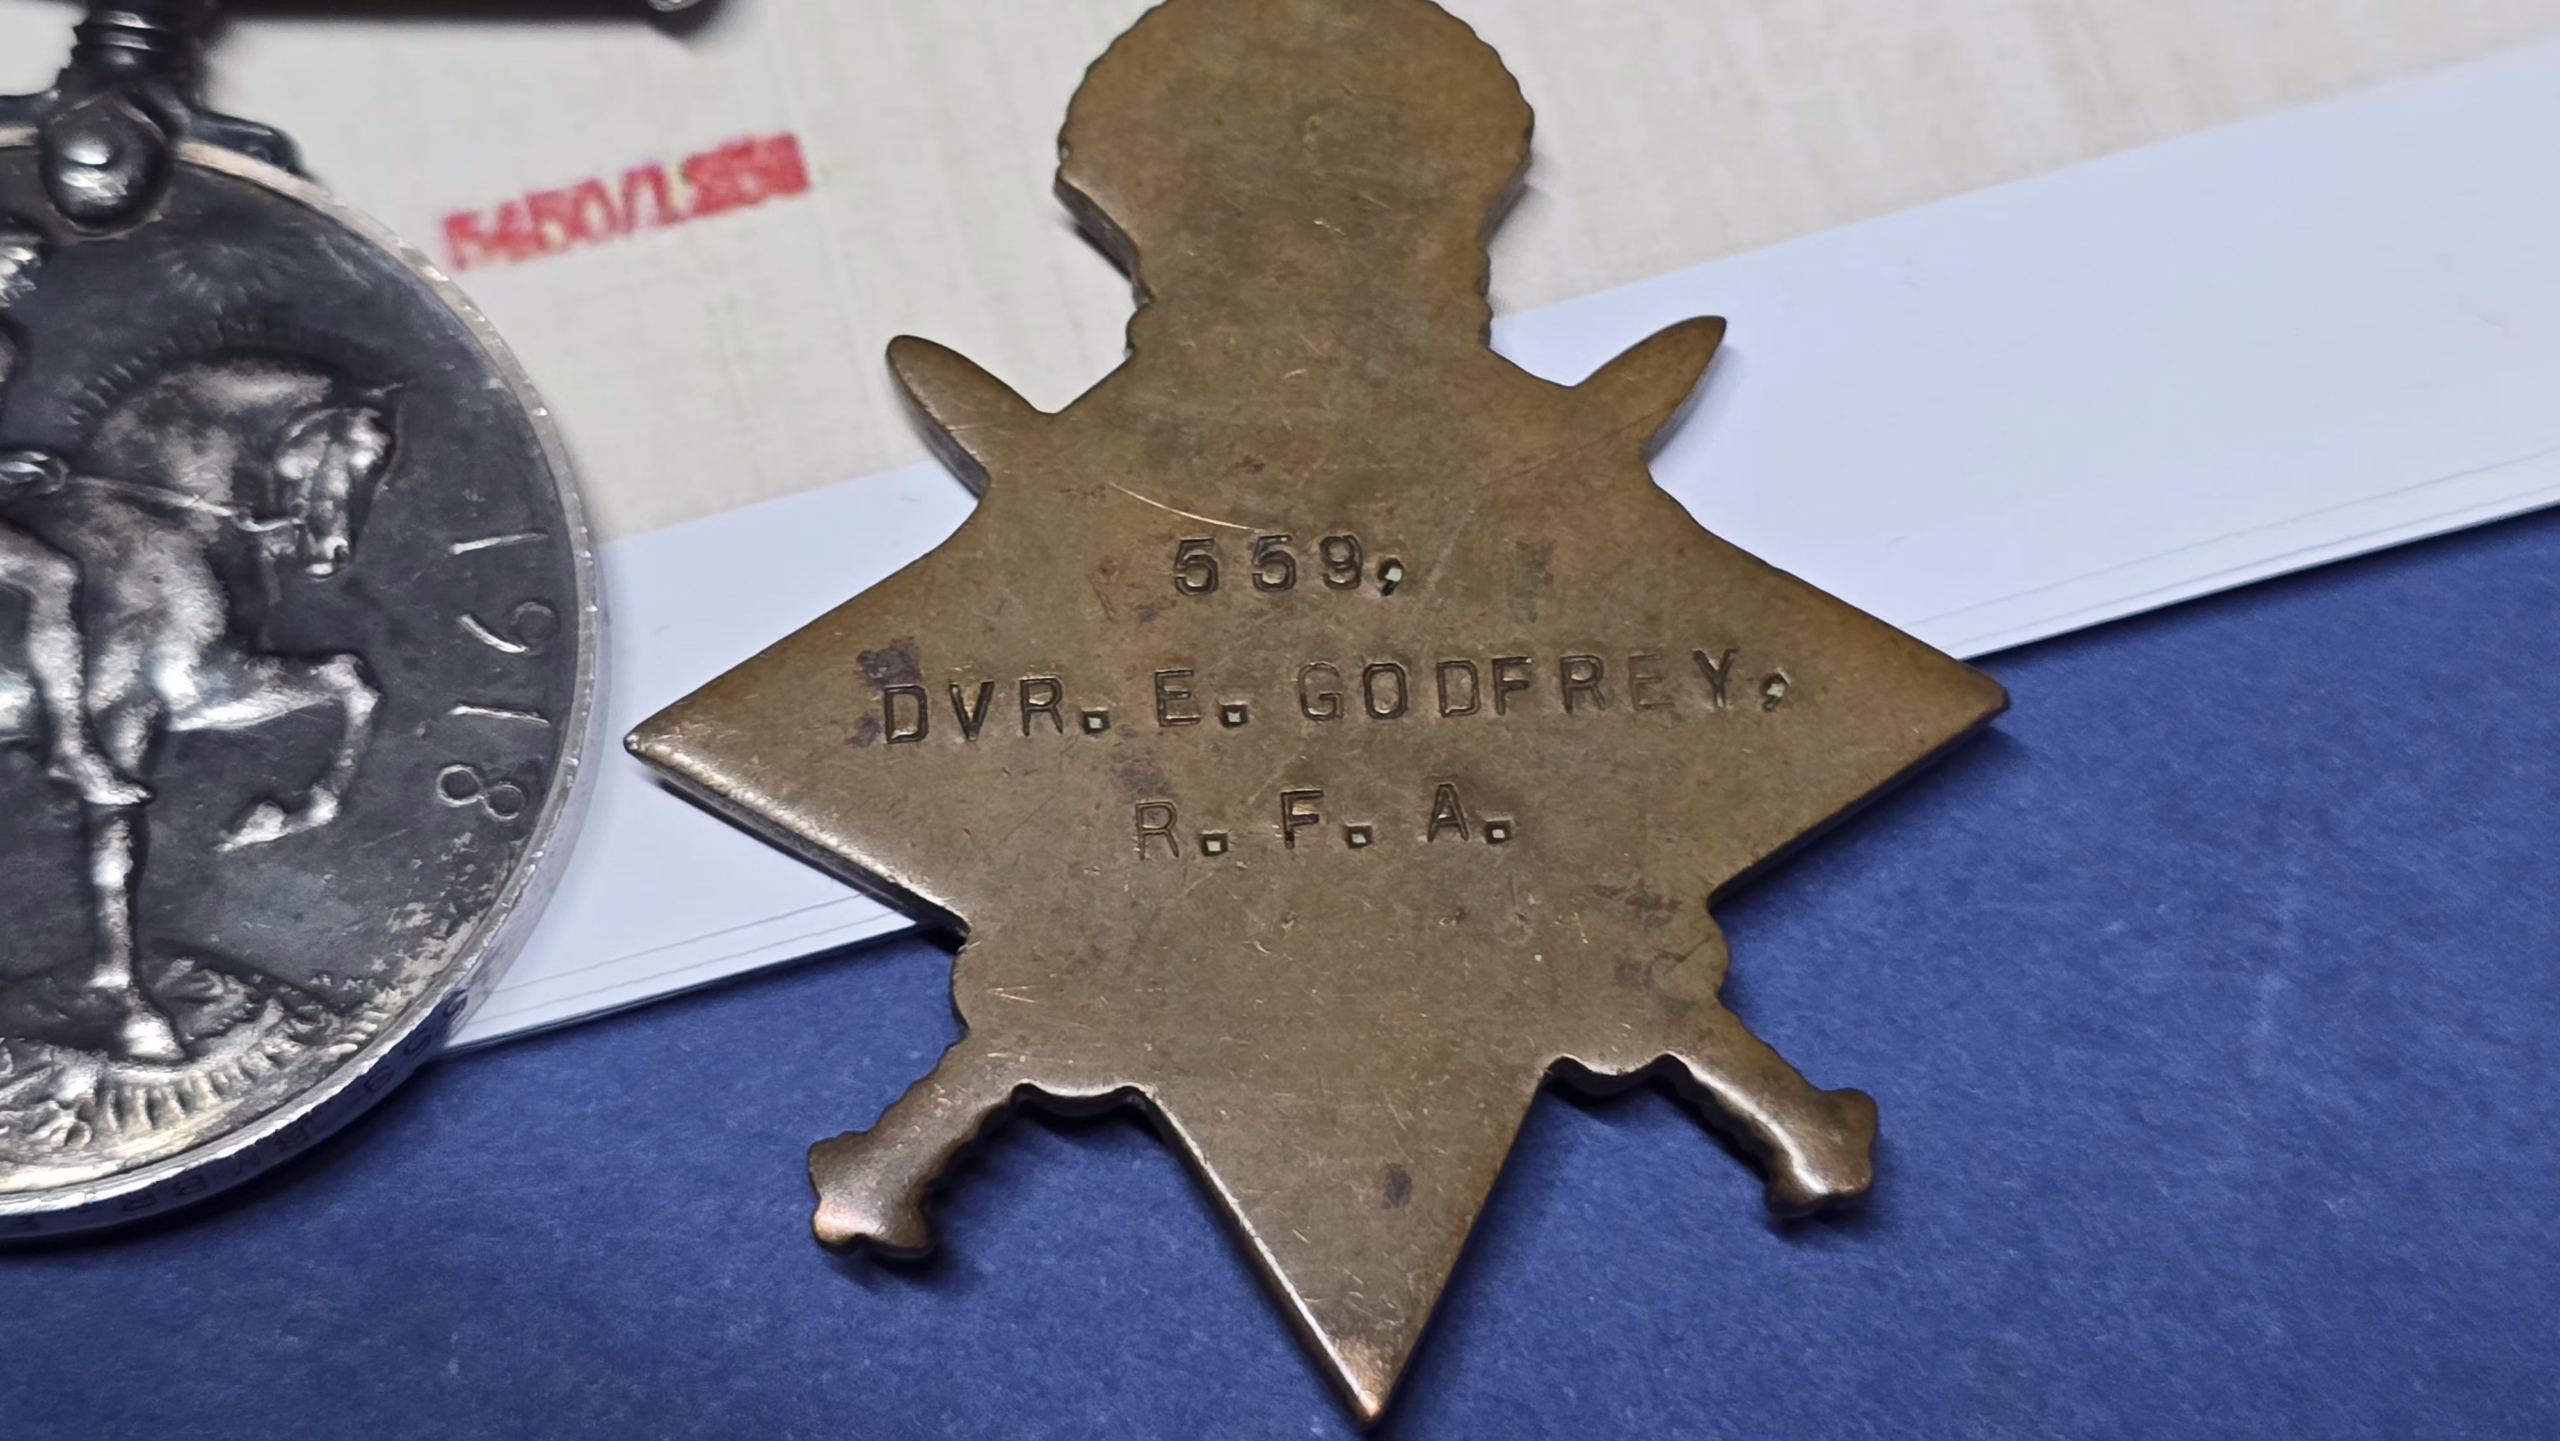 559,
DVR. E. GODFREY,
R. F. A.
1918